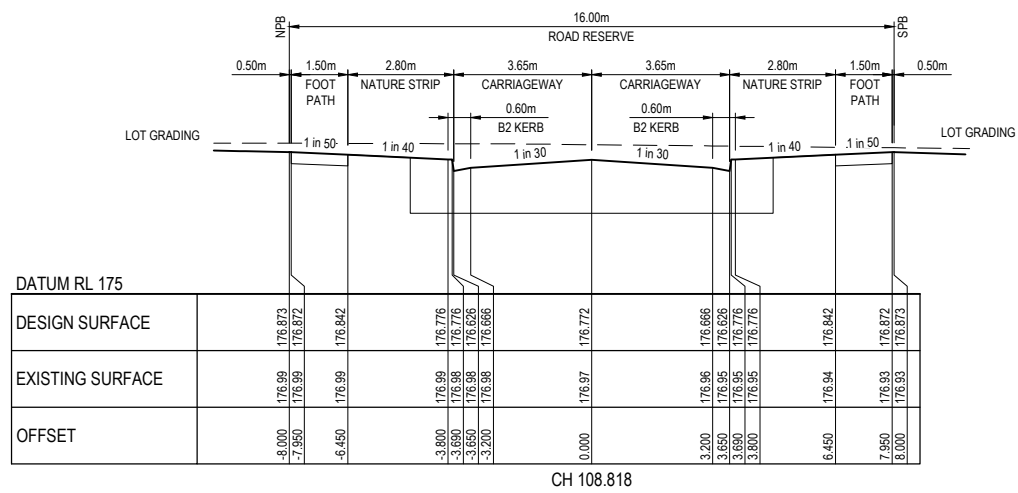 NPB
16.00m
SPB
ROAD RESERVE
0.50m 1.50m 2.80m 3.65m 3.65m 2.80m 1.50m 0.50m
FOOT PATH NATURE STRIP CARRIAGEWAY CARRIAGEWAY NATURE STRIP FOOT PATH
0.60m 0.60m
B2 KERB B2 KERB
LOT GRADING LOT GRADING
1 in 50 1 in 40 1 in 30 1 in 30 1 in 40 1 in 50
DATUM RL 175
DESIGN SURFACE 176.873 176.872 176.842 176.776 176.776 176.626 176.666 176.772 176.666 176.626 176.776 176.776 176.842 176.872 176.873
EXISTING SURFACE 176.99 176.99 176.99 176.99 176.98 176.98 176.98 176.97 176.96 176.95 176.95 176.95 176.94 176.93 176.93
OFFSET -8.000 -7.950 -6.450 -3.800 -3.690 -3.650 -3.200 0.000 3.200 3.650 3.690 3.800 6.450 7.950 8.000
CH 108.818